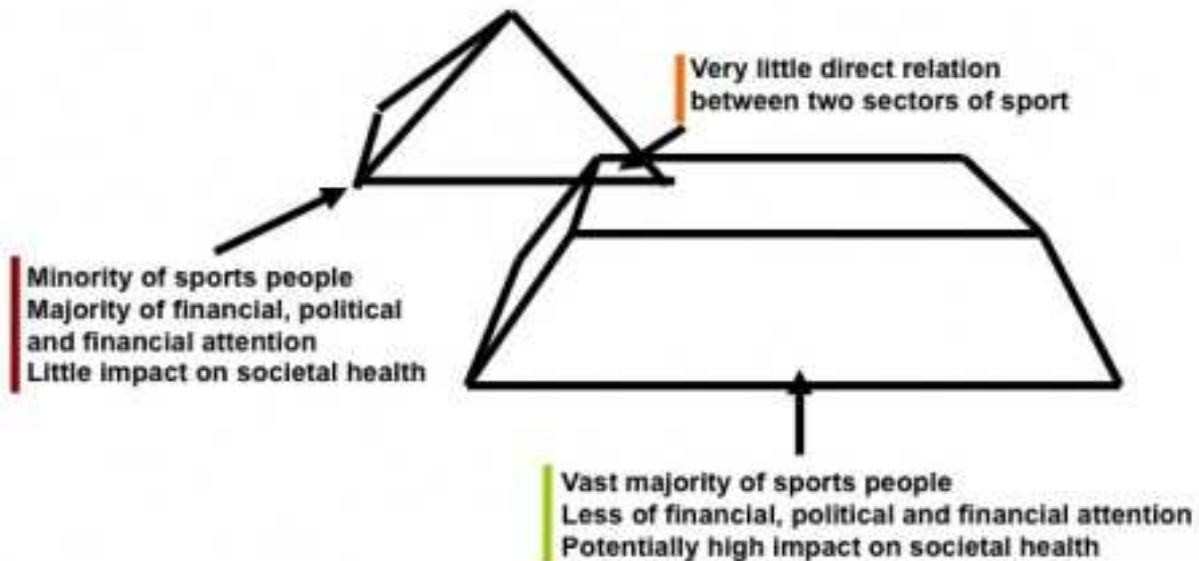 Very little direct relation
between two sectors of sport
Minority of sports people
Majority of financial, political
and financial attention
Little impact on societal health
Vast majority of sports people
Less of financial, political and financial attention
Potentially high impact on societal health